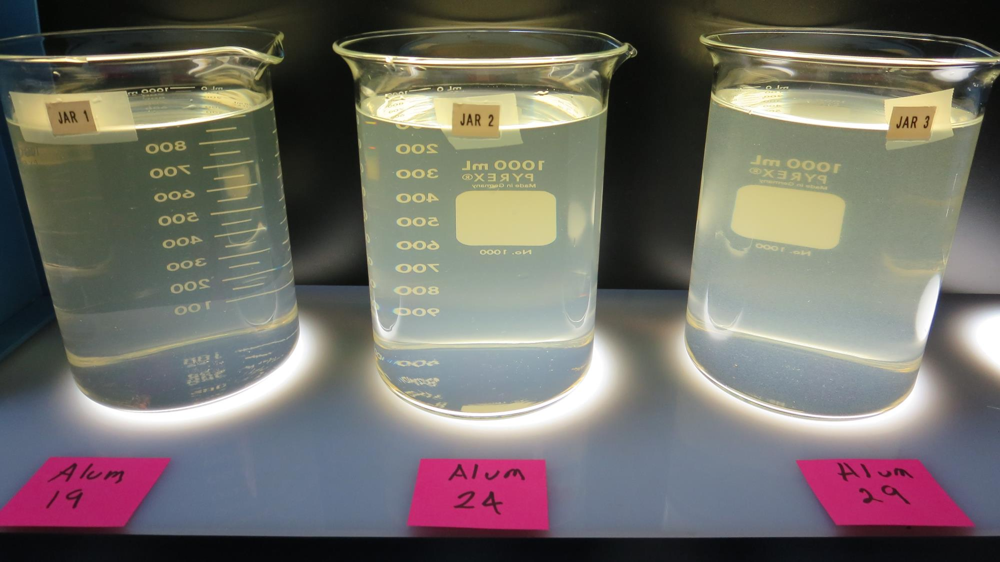 JAR 1
800
700
600
500
400
300
200
100
JAR 2
200
300
400
500
600
700
800
900
1000 mL
PYREX®
Made in Germany
No. 1000
JAR 3
1000 mL
PYREX®
Made in Germany
No. 1000
Alum
19
Alum
24
Alum
29